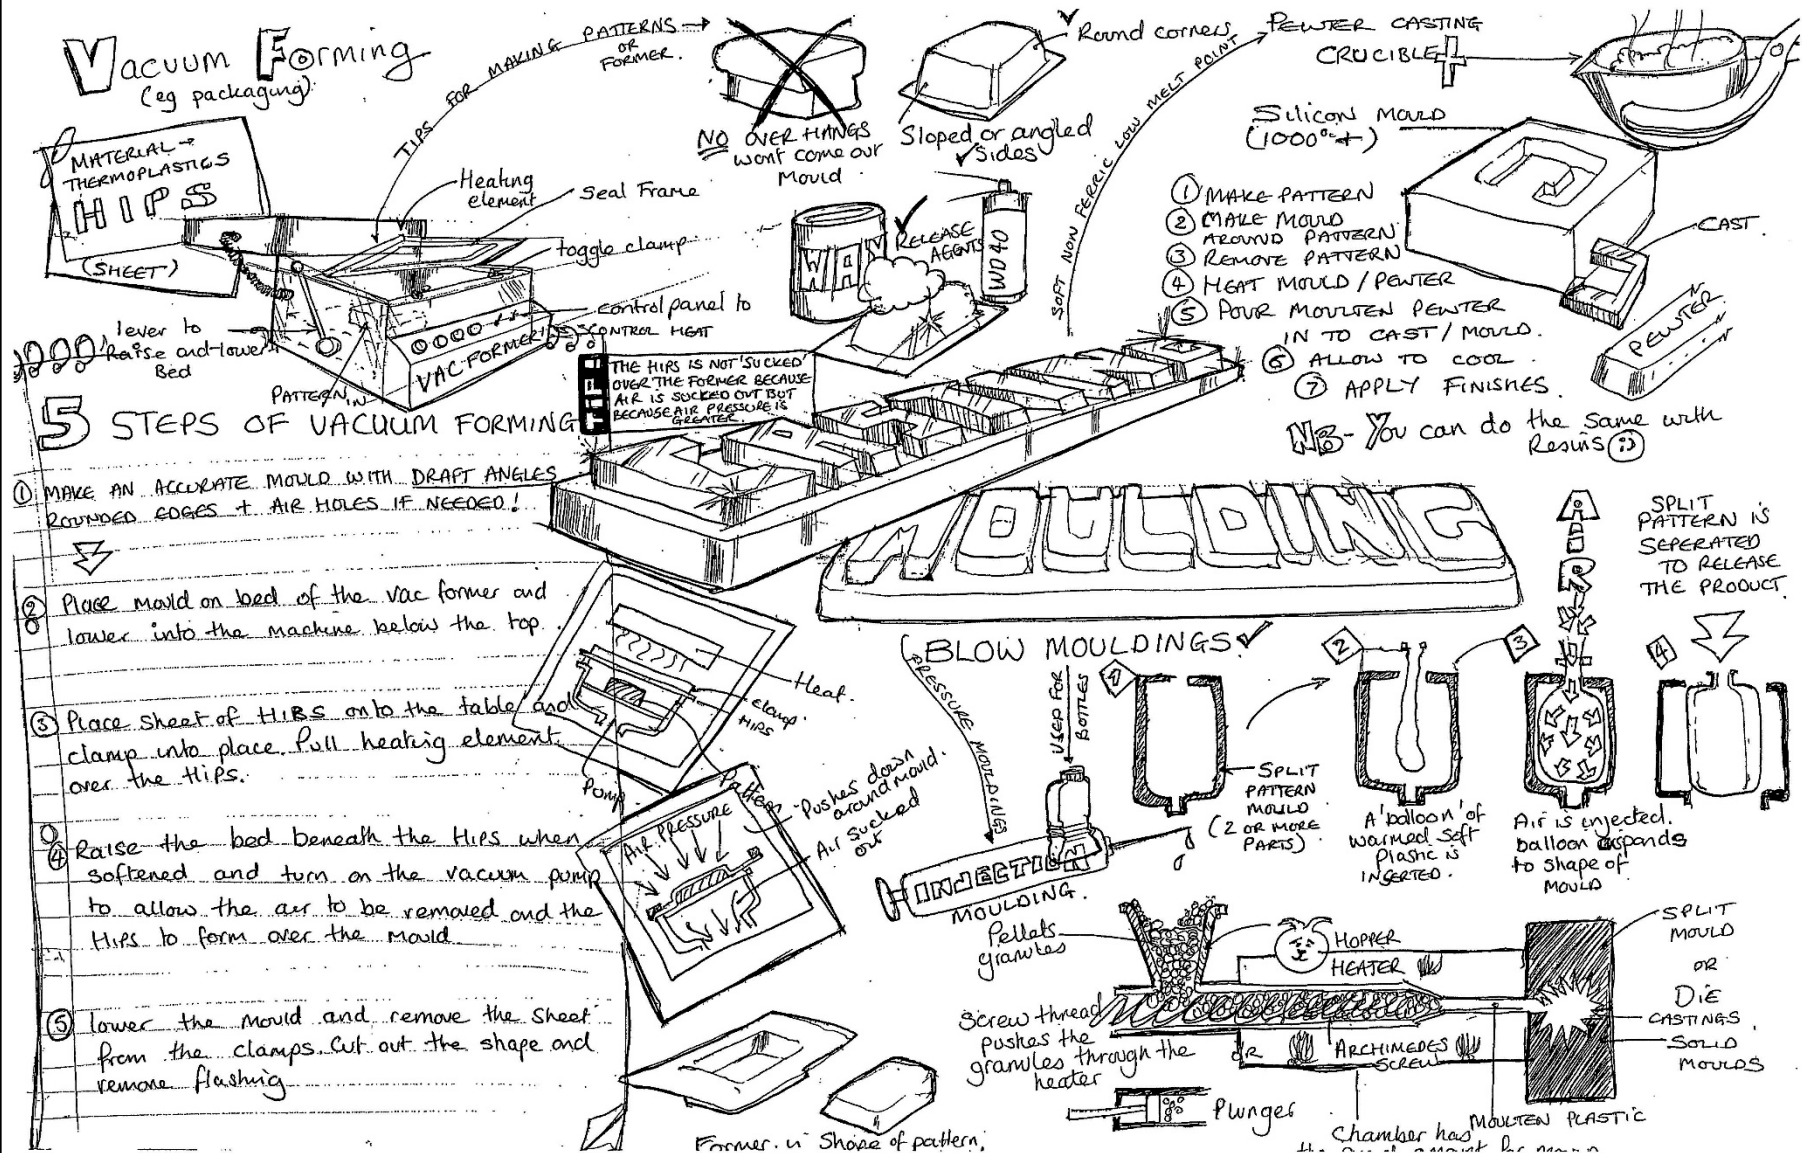 Vacuum Forming
(eg packaging)
MATERIAL →
THERMOPLASTICS
HIPS
(SHEET)
TIPS FOR MAKING PATTERNS
OR
FORMER.
NO OVER HANGS
wont come out
Mould
Round corners
Sloped or angled
Sides
Heating
element
Seal Frame
toggle clamp
control panel to
CONTROL HEAT
lever to
Raise and lower
Bed
PATTERN IN
VAC-FORMER
WAX
RELEASE
AGENTS
WD40
TIP:
THE HIPS IS NOT 'SUCKED'
OVER THE FORMER BECAUSE
AIR IS SUCKED OUT BUT
BECAUSE AIR PRESSURE IS
GREATER.
SOFT NON FERRIC LOW MELT POINT
PEWTER CASTING
CRUCIBLE
Silicon MOULD
(1000°+)
① MAKE PATTERN
② MAKE MOULD
AROUND PATTERN
③ REMOVE PATTERN
④ HEAT MOULD / PEWTER
⑤ POUR MOULTEN PEWTER
IN TO CAST / MOULD.
⑥ ALLOW TO COOL
⑦ APPLY FINISHES.
CAST.
PEWTER
NB- You can do the same with
Resins
5 STEPS OF VACUUM FORMING
① MAKE AN ACCURATE MOULD WITH DRAFT ANGLES
ROUNDED EDGES + AIR HOLES IF NEEDED!
② Place mould on bed of the vac former and
lower into the machine below the top.
③ Place sheet of HIBS onto the table and
clamp into place. Pull heating element
over the HiPs.
④ Raise the bed beneath the HiPs when
softened and turn on the vacuum pump
to allow the air to be removed and the
HiPs to form over the mould
⑤ lower the mould and remove the sheet
from the clamps. Cut out the shape and
remove flashing
CASTING
MOULDING
Heat.
clamp.
HIPS
Pump
Pattern
AIR PRESSURE
Pushes down
around mould.
Air sucked
out
Former in Shape of pattern.
BLOW MOULDINGS
PRESSURE MOULDINGS
USED FOR
BOTTLES
1
SPLIT
PATTERN
MOULD
(2 OR MORE
PARTS)
2
A 'balloon' of
warmed soft
Plastic is
INSERTED.
3
AIR
Air is injected.
balloon expands
to shape of
MOULD
4
SPLIT
PATTERN IS
SEPERATED
TO RELEASE
THE PRODUCT.
INJECTION
MOULDING.
Pellets
granules
HOPPER
HEATER
Screw thread
pushes the
granules through the
heater
OR
ARCHIMEDES
SCREW
SPLIT
MOULD
OR
DIE
CASTINGS
SOLID
MOULDS
Plunger
MOULTEN PLASTIC
Chamber has